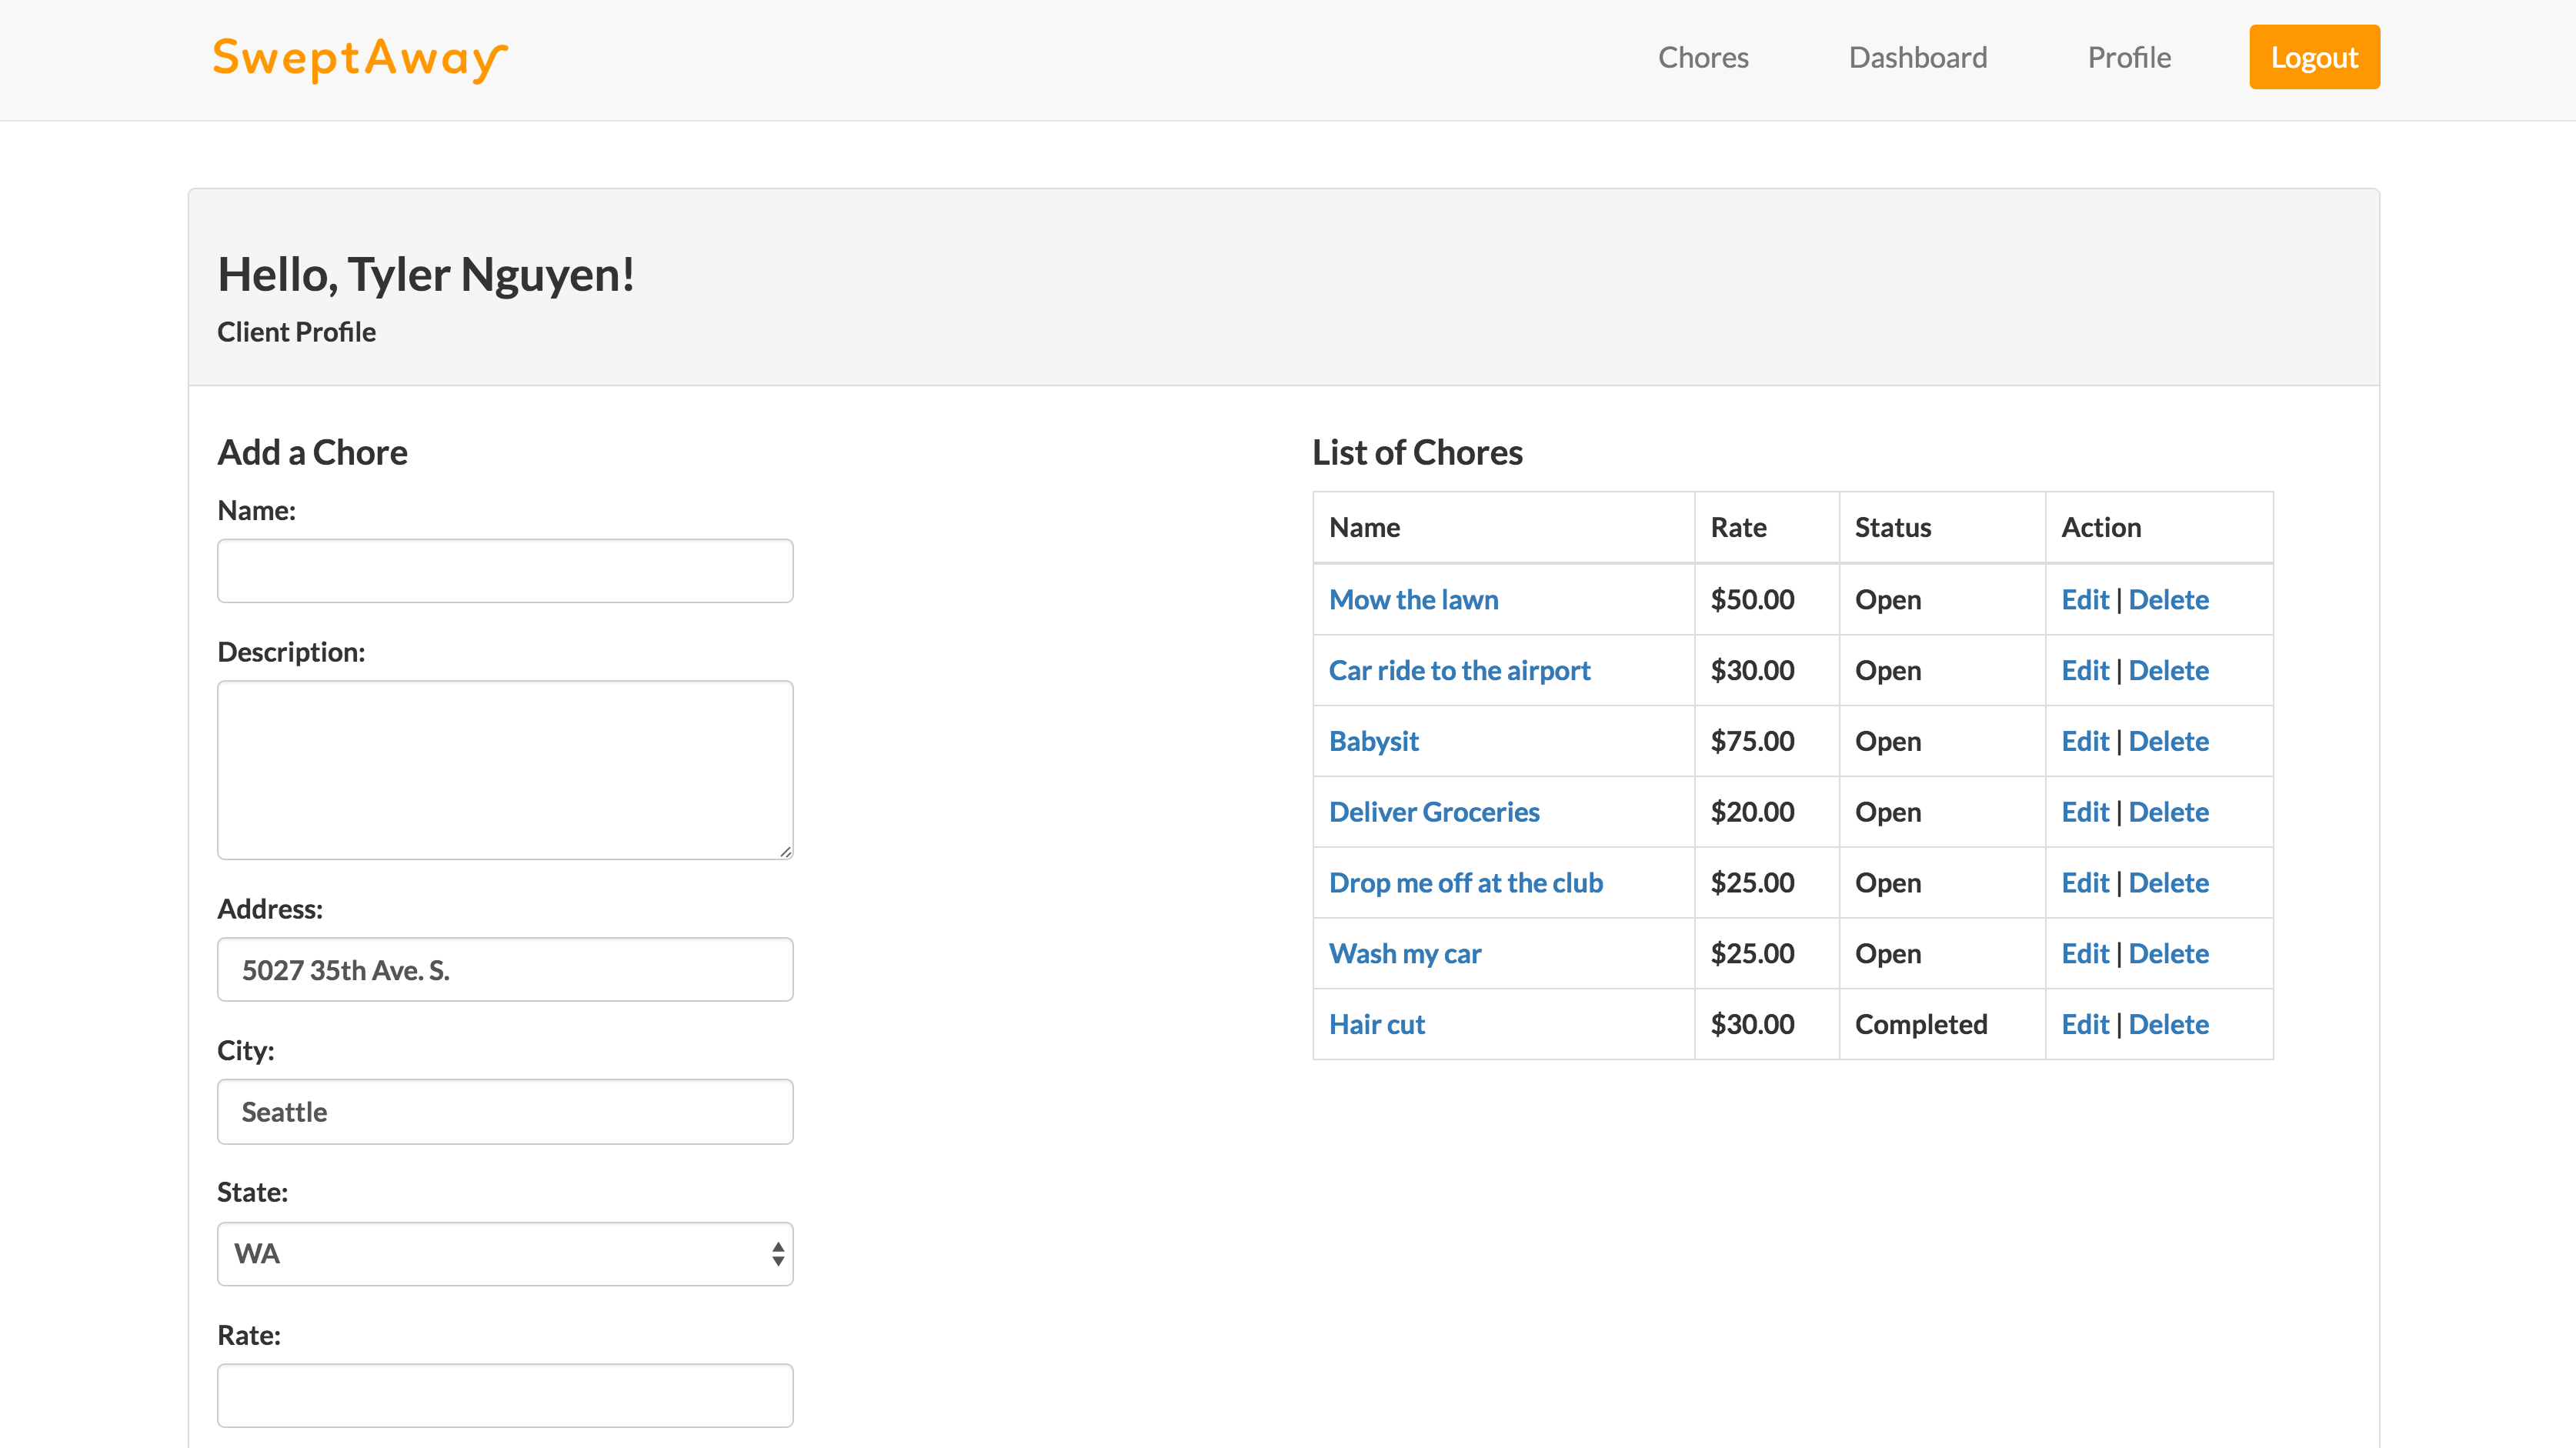 SweptAway
Chores Dashboard Profile Logout
Hello, Tyler Nguyen!
Client Profile
Add a Chore
Name:
Description:
Address:
5027 35th Ave. S.
City:
Seattle
State:
WA
Rate:
List of Chores
Name Rate Status Action
Mow the lawn $50.00 Open Edit | Delete
Car ride to the airport $30.00 Open Edit | Delete
Babysit $75.00 Open Edit | Delete
Deliver Groceries $20.00 Open Edit | Delete
Drop me off at the club $25.00 Open Edit | Delete
Wash my car $25.00 Open Edit | Delete
Hair cut $30.00 Completed Edit | Delete